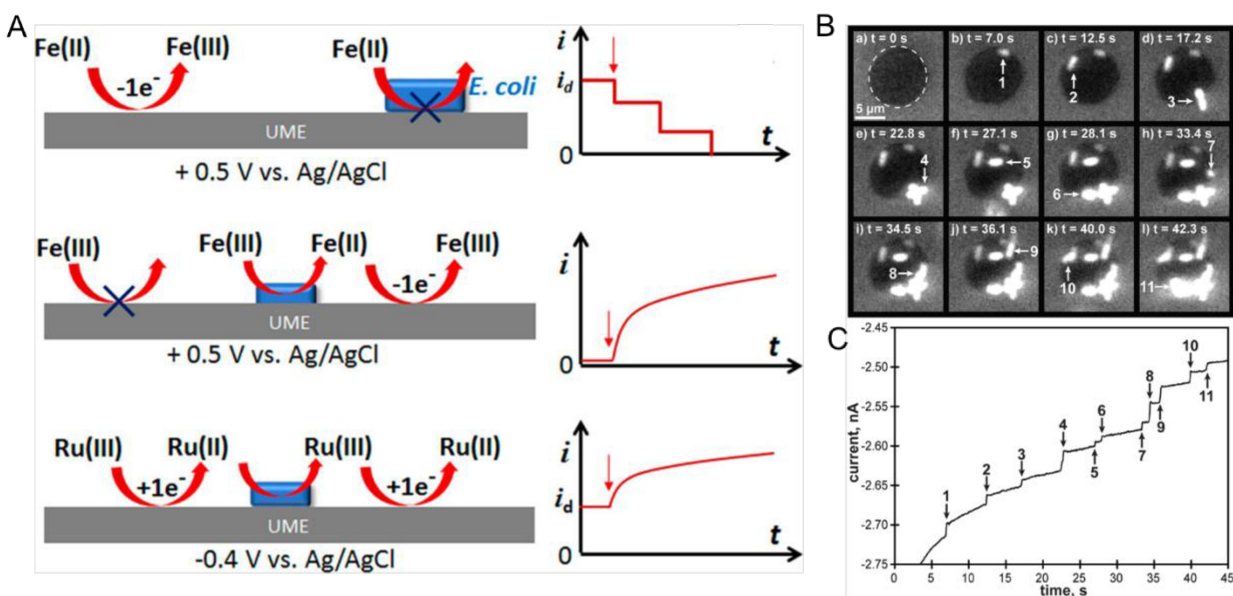 A
Fe(II)
Fe(III)
-1e⁻
Fe(II)
E. coli
UME
+ 0.5 V vs. Ag/AgCl
i
i_d
0
t
Fe(III)
Fe(III)
Fe(II)
Fe(III)
-1e⁻
UME
+ 0.5 V vs. Ag/AgCl
i
0
t
Ru(III)
Ru(II)
Ru(III)
Ru(II)
+1e⁻
+1e⁻
UME
-0.4 V vs. Ag/AgCl
i
i_d
0
t
B
a) t = 0 s
5 µm
b) t = 7.0 s
1
c) t = 12.5 s
2
d) t = 17.2 s
3
e) t = 22.8 s
4
f) t = 27.1 s
5
g) t = 28.1 s
6
h) t = 33.4 s
7
i) t = 34.5 s
8
j) t = 36.1 s
9
k) t = 40.0 s
10
l) t = 42.3 s
11
C
-2.45
-2.50
-2.55
-2.60
-2.65
-2.70
-2.75
current, nA
1
2
3
4
5
6
7
8
9
10
11
0 5 10 15 20 25 30 35 40 45
time, s